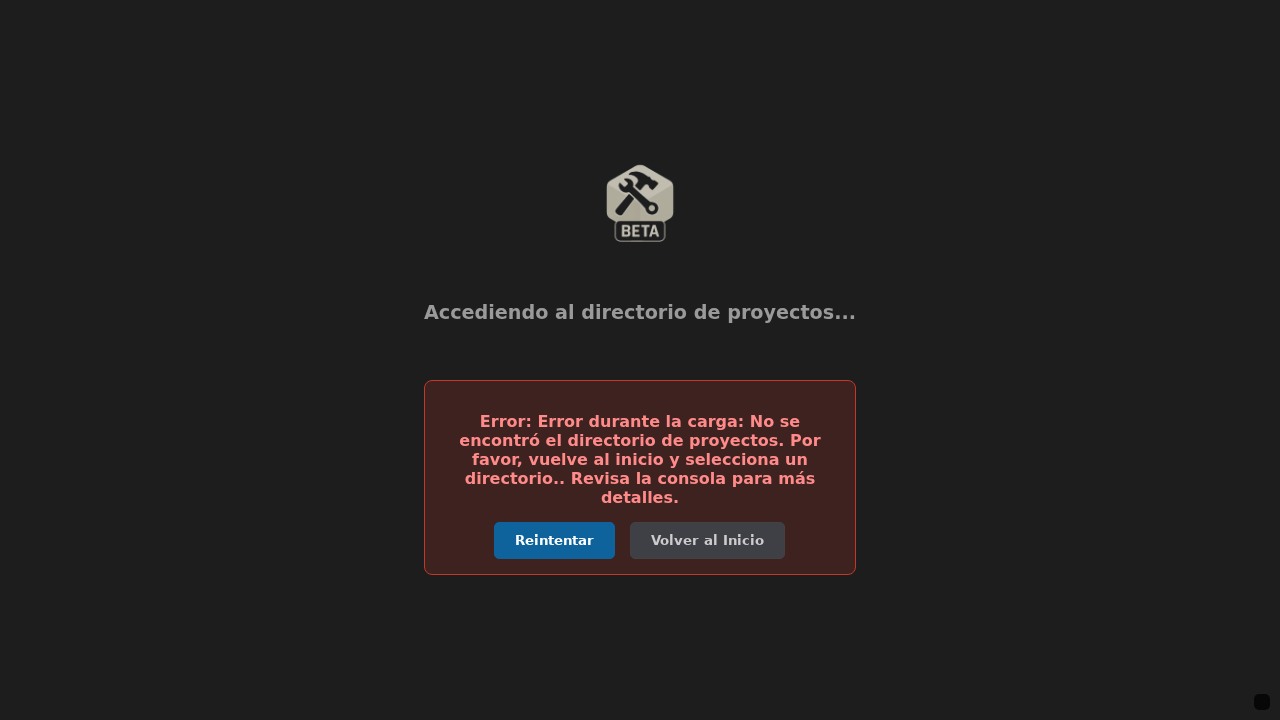 BETA
Accediendo al directorio de proyectos...
Error: Error durante la carga: No se
encontró el directorio de proyectos. Por
favor, vuelve al inicio y selecciona un
directorio.. Revisa la consola para más
detalles.
Reintentar
Volver al Inicio